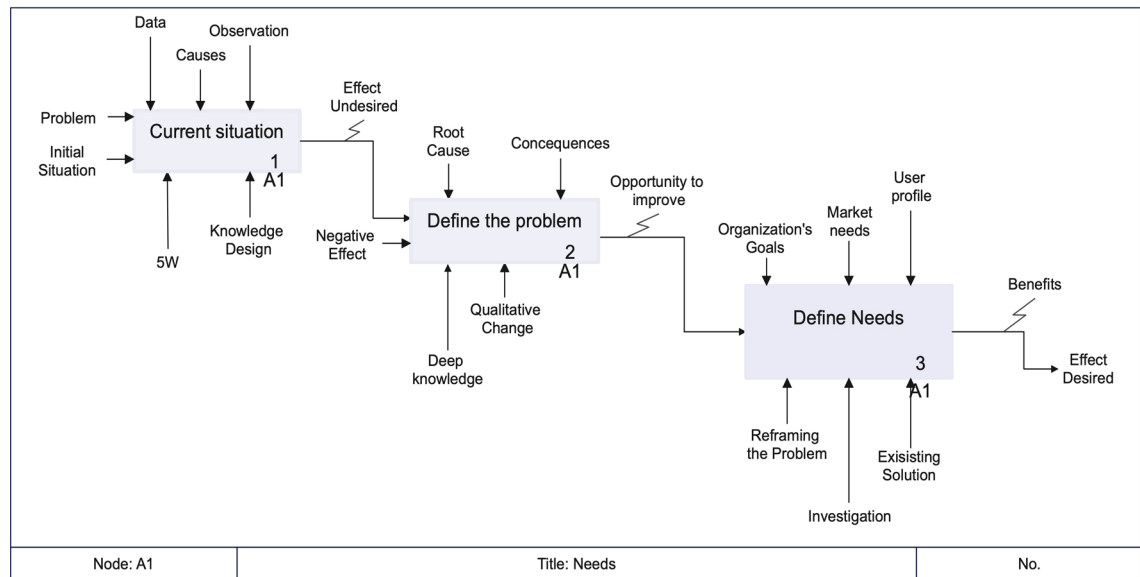 Data
Observation
Causes
Problem
Initial
Situation
Current situation
1
A1
5W
Knowledge
Design
Effect
Undesired
Root
Cause
Concequences
Negative
Effect
Define the problem
2
A1
Qualitative
Change
Deep
knowledge
Opportunity to
improve
Organization's
Goals
Market
needs
User
profile
Define Needs
3
A1
Reframing
the Problem
Investigation
Exisisting
Solution
Benefits
Effect
Desired
Node: A1
Title: Needs
No.